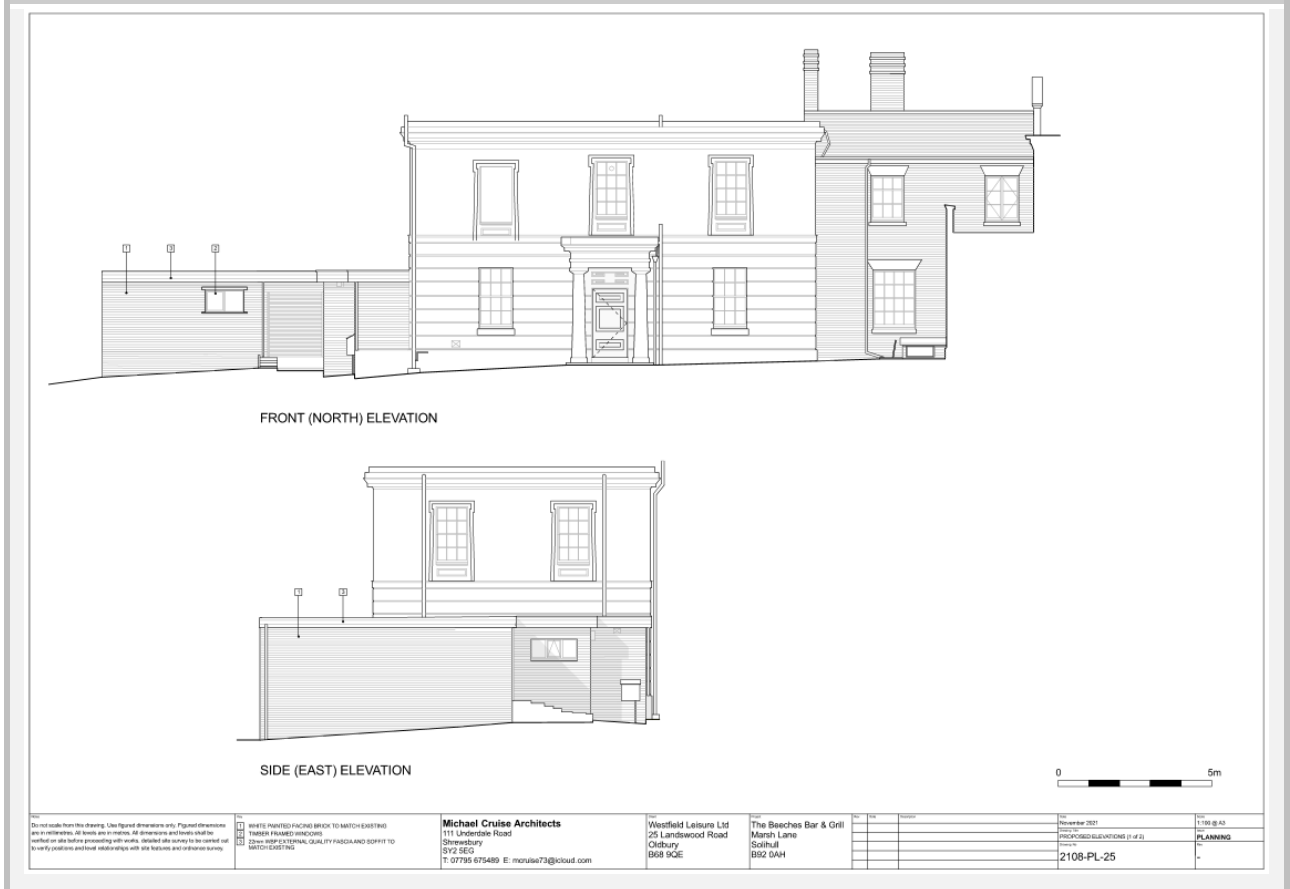 1
3
2
FRONT (NORTH) ELEVATION
1
3
SIDE (EAST) ELEVATION
0 5m
Do not scale from this drawing. Use figured dimensions only. Figured dimensions
are in millimetres. All levels are in metres. All dimensions and levels shall be
verified on site before proceeding with works. detailed site survey to be carried out
to verify positions and level relationships with site features and ordnance survey.
1 WHITE PAINTED FACING BRICK TO MATCH EXISTING
2 TIMBER FRAMED WINDOWS
3 22mm WBP EXTERNAL QUALITY FASCIA AND SOFFIT TO
MATCH EXISTING
Michael Cruise Architects
111 Underdale Road
Shrewsbury
SY2 5EG
T: 07795 675489 E: mcruise73@icloud.com
Westfield Leisure Ltd
25 Landswood Road
Oldbury
B68 9QE
The Beeches Bar & Grill
Marsh Lane
Solihull
B92 0AH
Date
November 2021
Drawing Title
PROPOSED ELEVATIONS (1 of 2)
Drawing No
2108-PL-25
Scale
1:100 @ A3
PLANNING
Rev